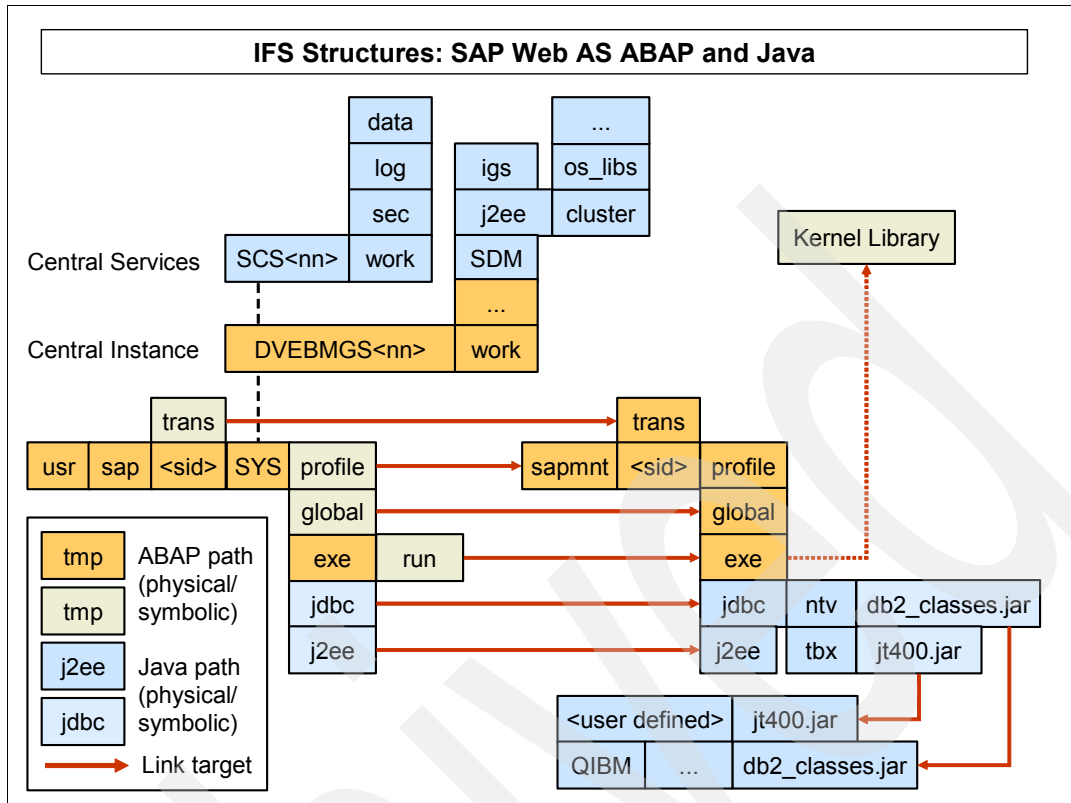 IFS Structures: SAP Web AS ABAP and Java
data
...
log
igs
os_libs
sec
j2ee
cluster
Kernel Library
Central Services
SCS<nn>
work
SDM
...
Central Instance
DVEBMGS<nn>
work
trans
trans
usr
sap
<sid>
SYS
profile
sapmnt
<sid>
profile
global
global
exe
run
exe
jdbc
jdbc
ntv
db2_classes.jar
j2ee
j2ee
tbx
jt400.jar
<user defined>
jt400.jar
QIBM
...
db2_classes.jar
tmp
ABAP path
(physical/
tmp
symbolic)
j2ee
Java path
(physical/
jdbc
symbolic)
Link target